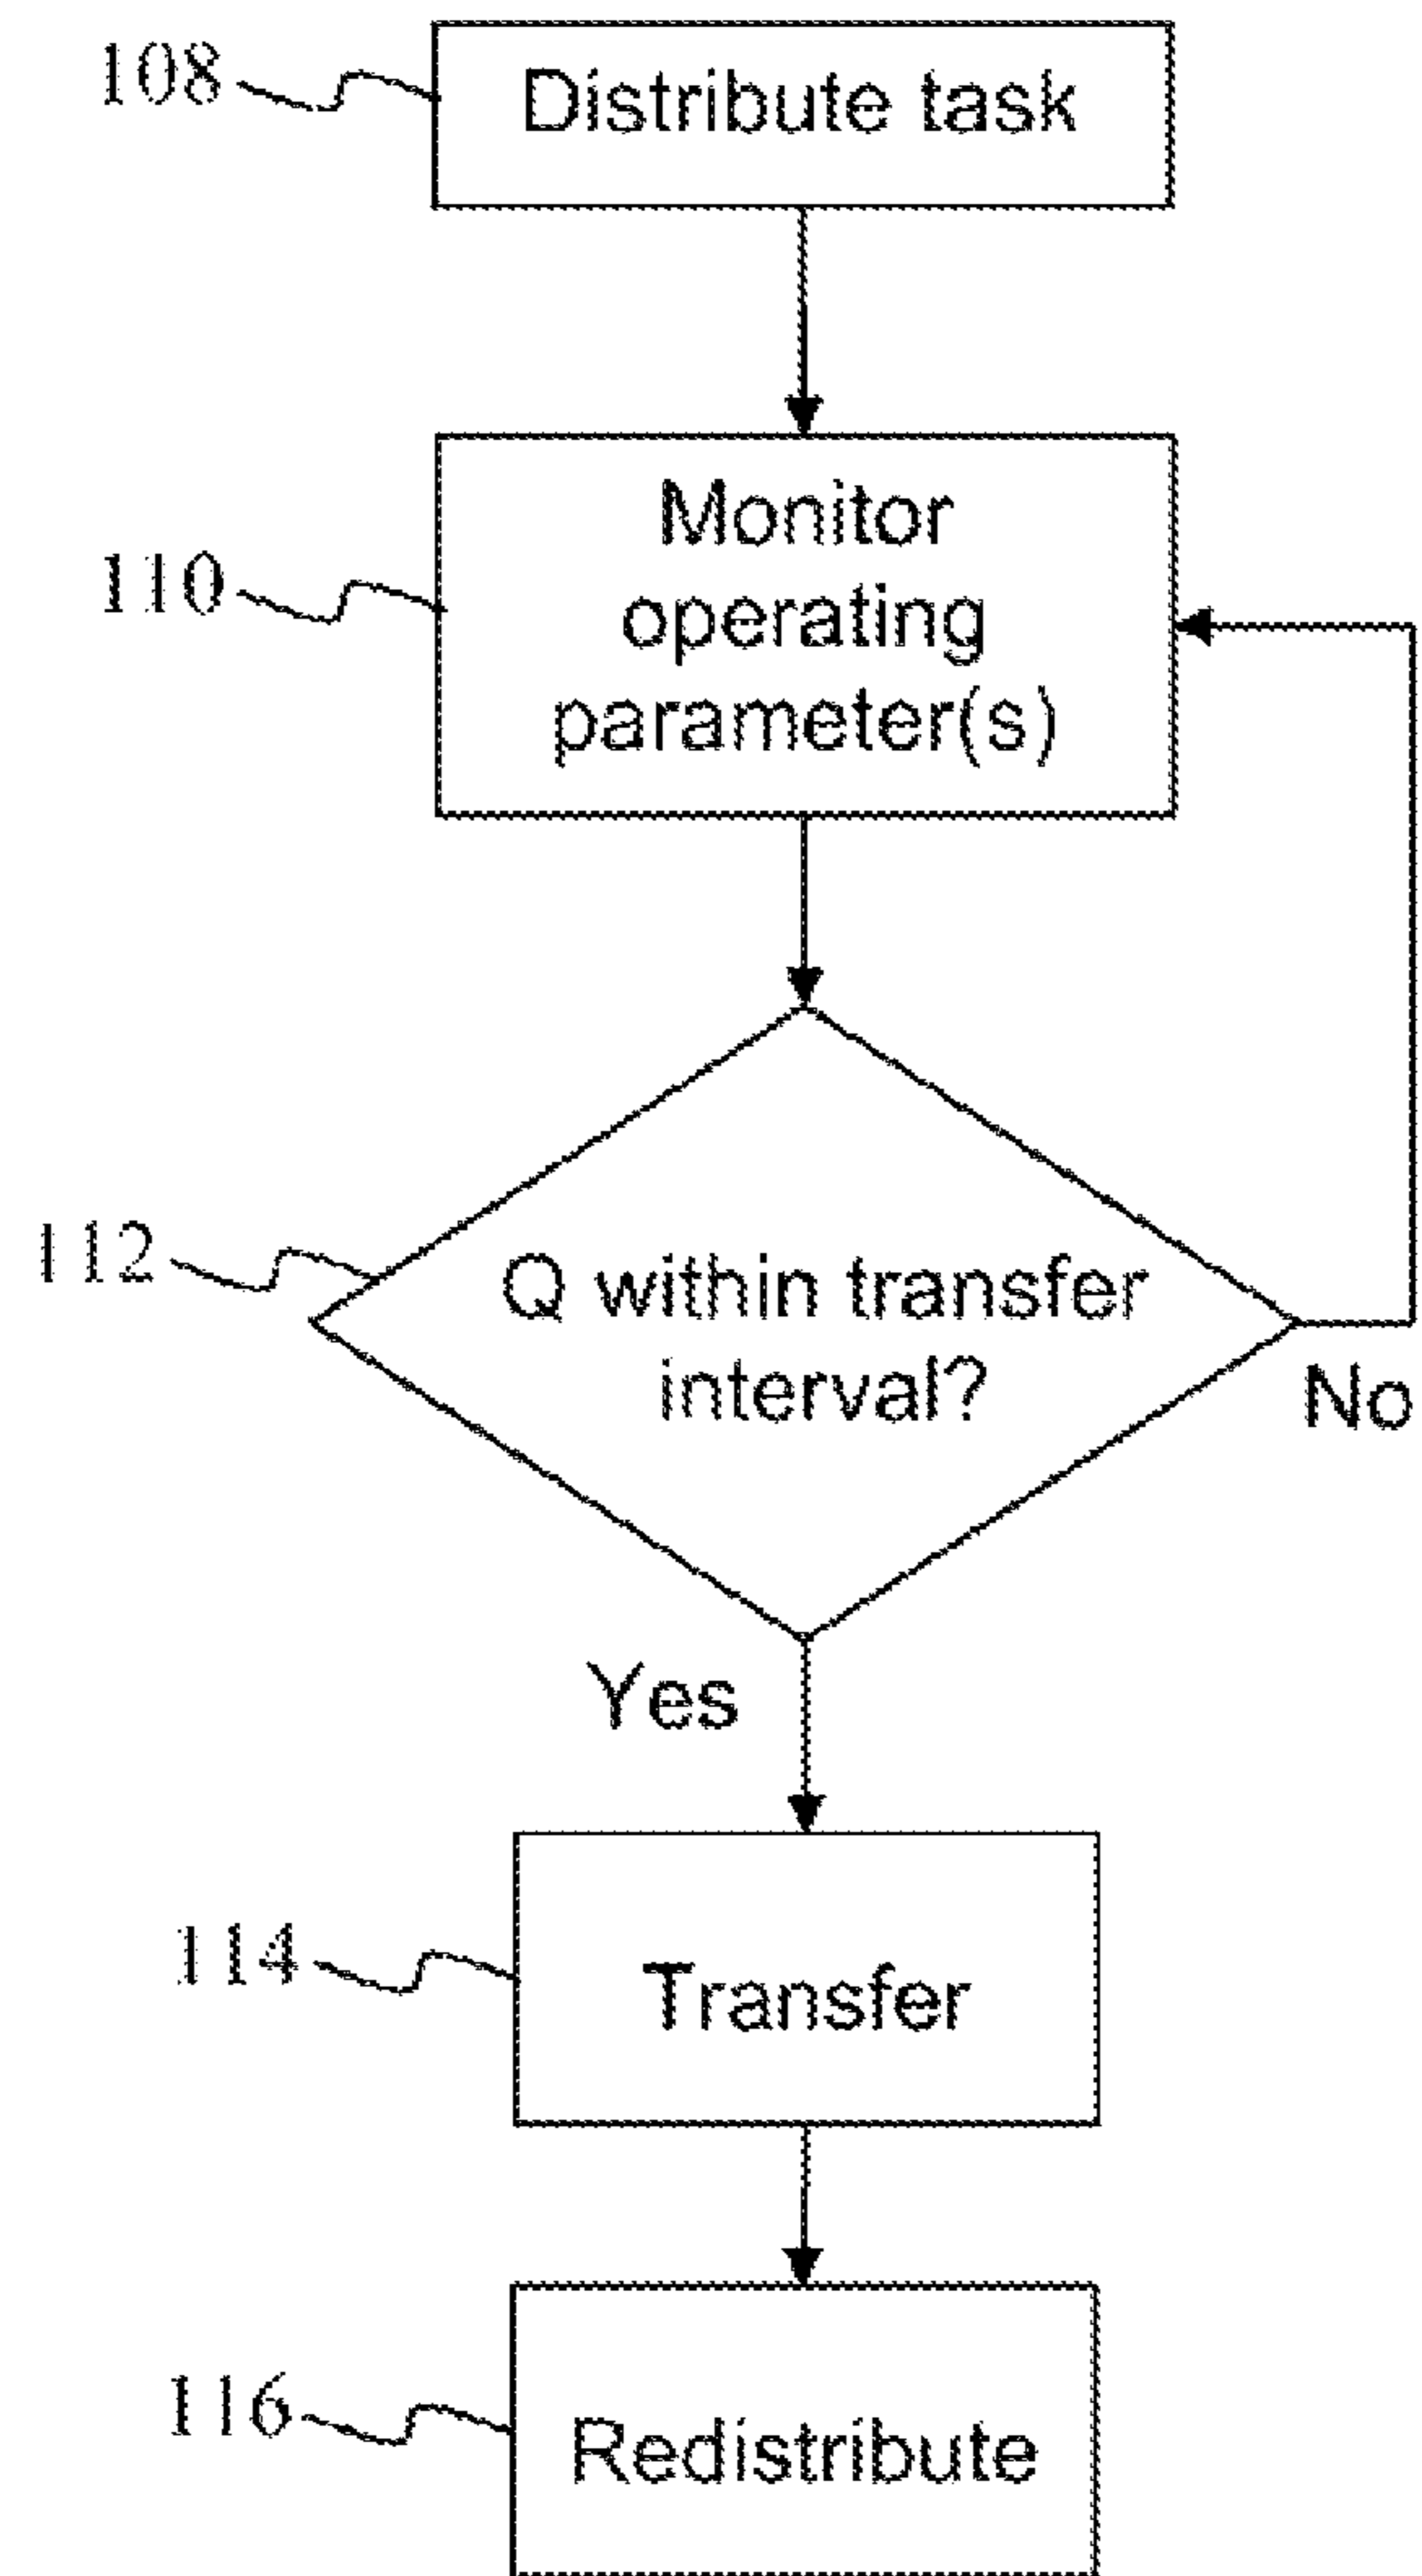 108
Distribute task
110
Monitor
operating
parameter(s)
112
Q within transfer
interval?
No
Yes
114
Transfer
116
Redistribute